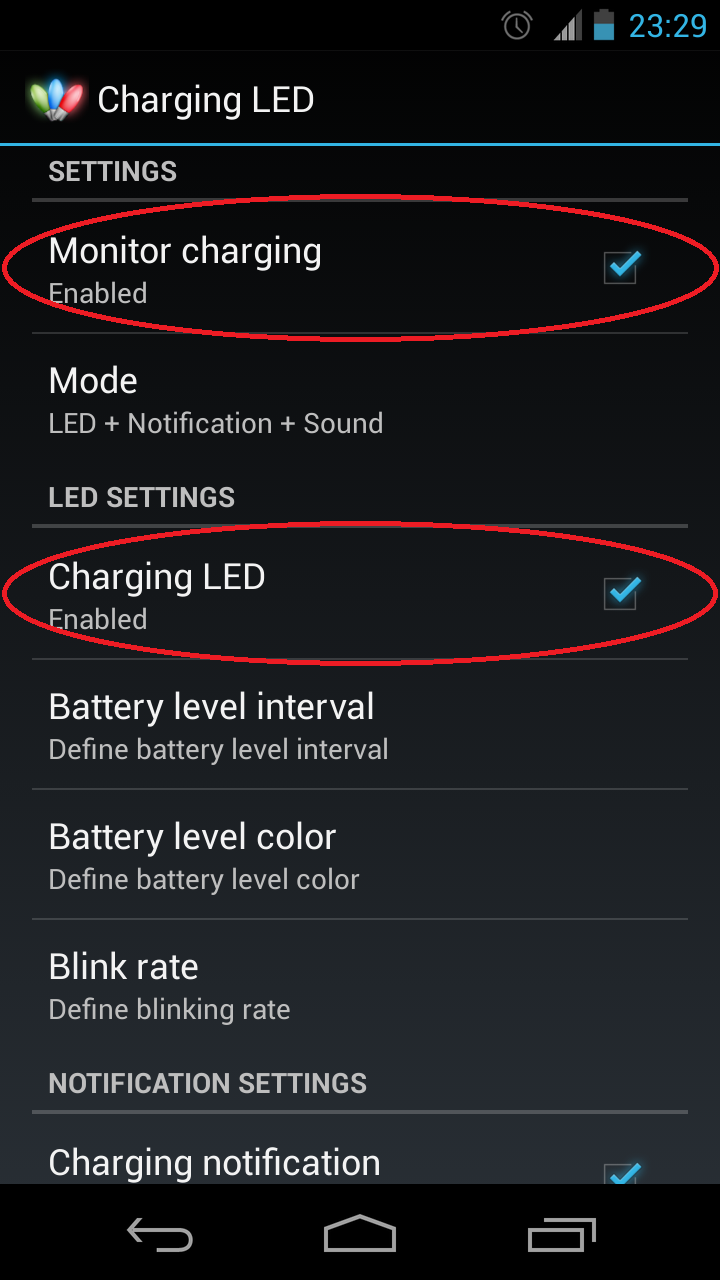 23:29
Charging LED
SETTINGS
Monitor charging
Enabled
Mode
LED + Notification + Sound
LED SETTINGS
Charging LED
Enabled
Battery level interval
Define battery level interval
Battery level color
Define battery level color
Blink rate
Define blinking rate
NOTIFICATION SETTINGS
Charging notification